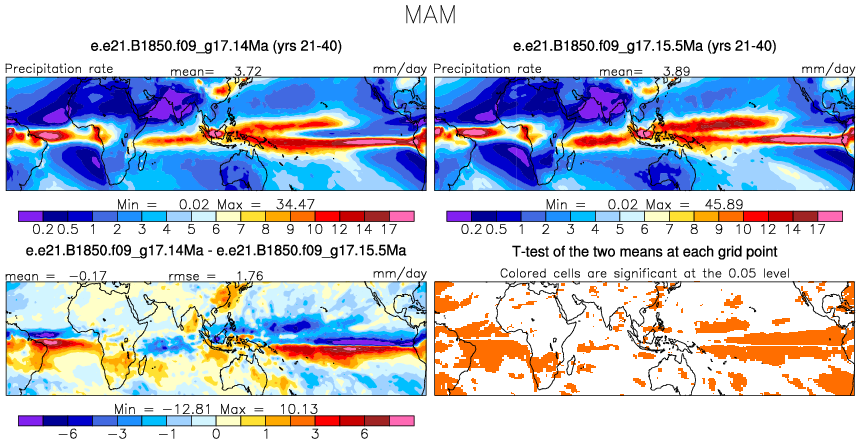 MAM
e.e21.B1850.f09_g17.14Ma (yrs 21-40)
Precipitation rate mean= 3.72 mm/day
Min = 0.02 Max = 34.47
0.2 0.5 1 2 3 4 5 6 7 8 9 10 12 14 17
e.e21.B1850.f09_g17.15.5Ma (yrs 21-40)
Precipitation rate mean= 3.89 mm/day
Min = 0.02 Max = 45.89
0.2 0.5 1 2 3 4 5 6 7 8 9 10 12 14 17
e.e21.B1850.f09_g17.14Ma - e.e21.B1850.f09_g17.15.5Ma
mean = -0.17 rmse = 1.76 mm/day
Min = -12.81 Max = 10.13
-6 -3 -1 0 1 3 6
T-test of the two means at each grid point
Colored cells are significant at the 0.05 level